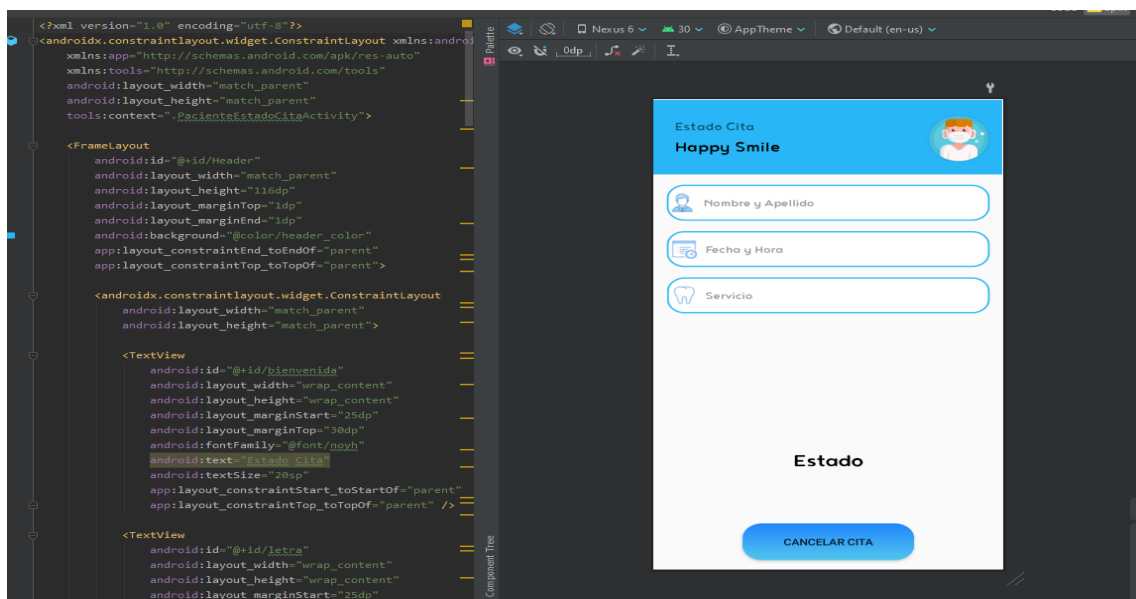 <?xml version="1.0" encoding="utf-8"?>
<androidx.constraintlayout.widget.ConstraintLayout xmlns:androi
xmlns:app="http://schemas.android.com/apk/res-auto"
xmlns:tools="http://schemas.android.com/tools"
android:layout_width="match_parent"
android:layout_height="match_parent"
tools:context=".PacienteEstadoCitaActivity">
<FrameLayout
android:id="@+id/Header"
android:layout_width="match_parent"
android:layout_height="116dp"
android:layout_marginTop="1dp"
android:layout_marginEnd="1dp"
android:background="@color/header_color"
app:layout_constraintEnd_toEndOf="parent"
app:layout_constraintTop_toTopOf="parent">
<androidx.constraintlayout.widget.ConstraintLayout
android:layout_width="match_parent"
android:layout_height="match_parent">
<TextView
android:id="@+id/bienvenida"
android:layout_width="wrap_content"
android:layout_height="wrap_content"
android:layout_marginStart="25dp"
android:layout_marginTop="30dp"
android:fontFamily="@font/noyh"
android:text="Estado Cita"
android:textSize="20sp"
app:layout_constraintStart_toStartOf="parent"
app:layout_constraintTop_toTopOf="parent" />
<TextView
android:id="@+id/letra"
android:layout_width="wrap_content"
android:layout_height="wrap_content"
android:layout_marginStart="25dp"
Palette
Component Tree
Nexus 6 30 AppTheme Default (en-us)
0dp
Estado Cita
Happy Smile
Nombre y Apellido
Fecha y Hora
Servicio
Estado
CANCELAR CITA